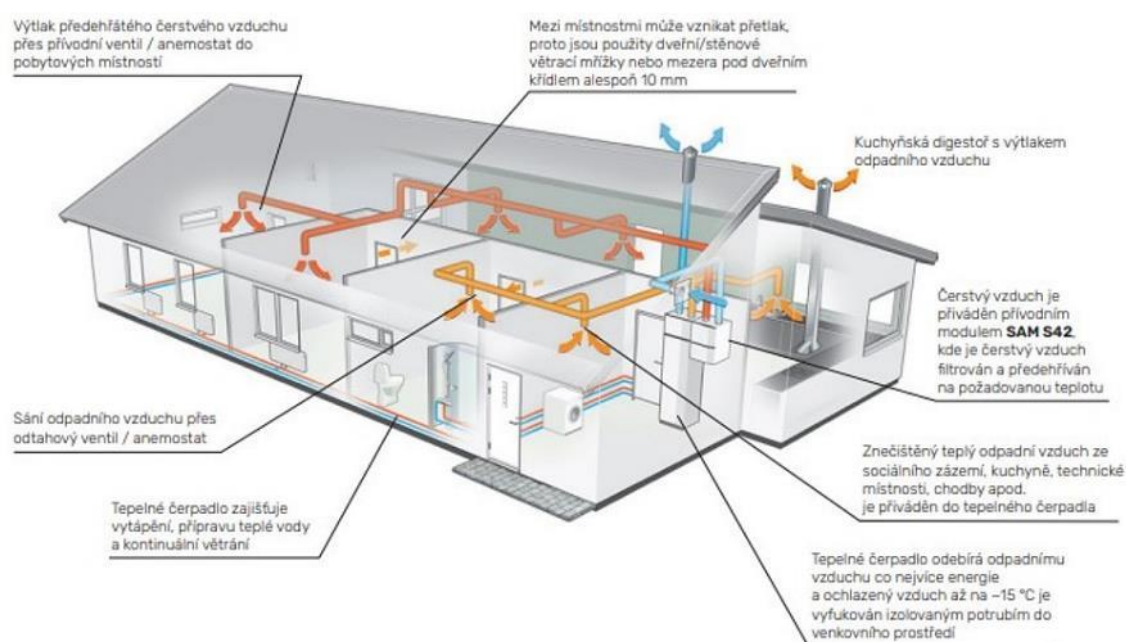 Výtlak předehřátého čerstvého vzduchu
přes přívodní ventil / anemostat do
pobytových místností
Mezi místnostmi může vznikat přetlak,
proto jsou použity dveřní/stěnové
větrací mřížky nebo mezera pod dveřním
křídlem alespoň 10 mm
Kuchyňská digestoř s výtlakem
odpadního vzduchu
Čerstvý vzduch je
přiváděn přívodním
modulem SAM S42,
kde je čerstvý vzduch
filtrován a předehříván
na požadovanou teplotu
Sání odpadního vzduchu přes
odtahový ventil / anemostat
Znečištěný teplý odpadní vzduch ze
sociálního zázemí, kuchyně, technické
místnosti, chodby apod.
je přiváděn do tepelného čerpadla
Tepelné čerpadlo zajišťuje
vytápění, přípravu teplé vody
a kontinuální větrání
Tepelné čerpadlo odebírá odpadnímu
vzduchu co nejvíce energie
a ochlazený vzduch až na –15 °C je
vyfukován izolovaným potrubím do
venkovního prostředí